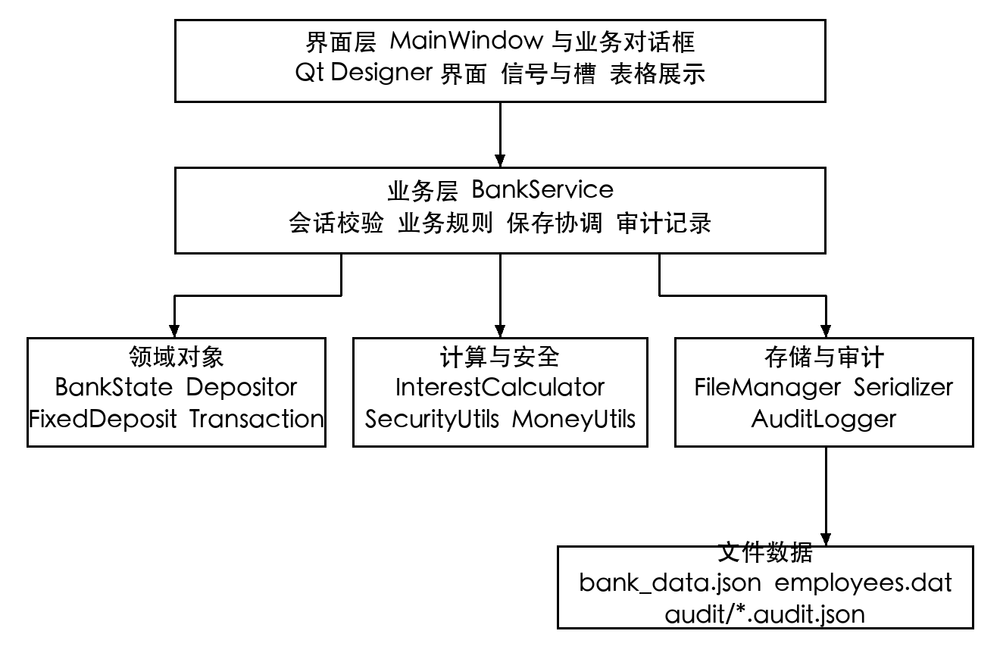 界面层 MainWindow 与业务对话框
Qt Designer 界面 信号与槽 表格展示
业务层 BankService
会话校验 业务规则 保存协调 审计记录
领域对象
BankState Depositor
FixedDeposit Transaction
计算与安全
InterestCalculator
SecurityUtils MoneyUtils
存储与审计
FileManager Serializer
AuditLogger
文件数据
bank_data.json employees.dat
audit/*.audit.json